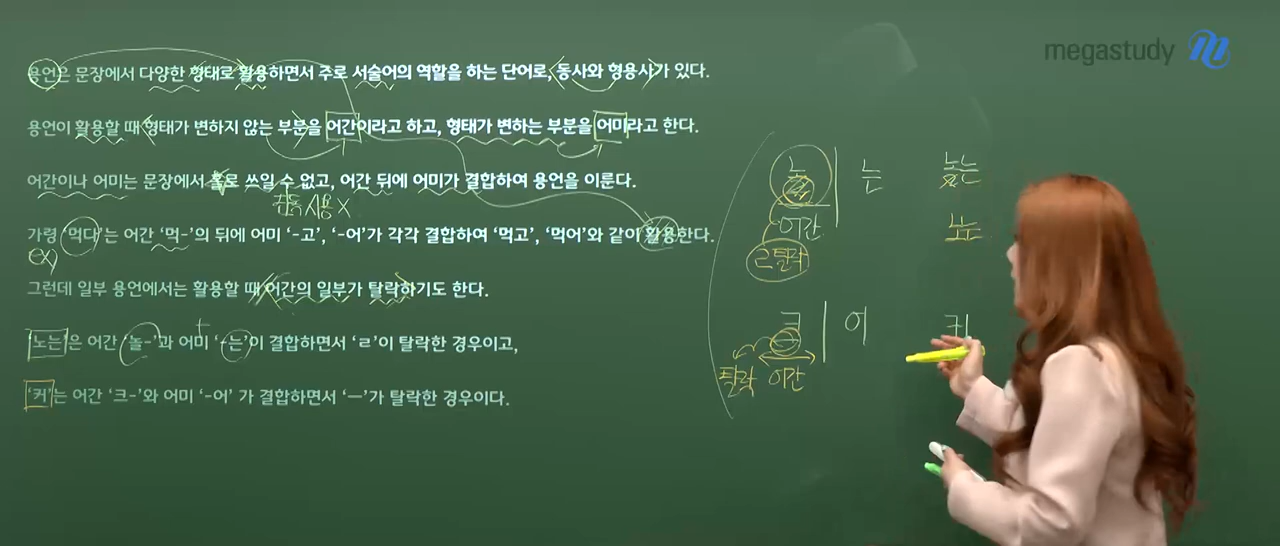 megastudy
용언은 문장에서 다양한 형태로 활용하면서 주로 서술어의 역할을 하는 단어로, 동사와 형용사가 있다.
용언이 활용할 때 형태가 변하지 않는 부분을 어간이라고 하고, 형태가 변하는 부분을 어미라고 한다.
어간이나 어미는 문장에서 홀로 쓰일 수 없고, 어간 뒤에 어미가 결합하여 용언을 이룬다.
사용 X
가령 ‘먹다’는 어간 ‘먹-’의 뒤에 어미 ‘-고’, ‘-어’가 각각 결합하여 ‘먹고’, ‘먹어’와 같이 활용한다.
ex)
그런데 일부 용언에서는 활용할 때 어간의 일부가 탈락하기도 한다.
‘노는’은 어간 ‘놀-’과 어미 ‘-는’이 결합하면서 ‘ㄹ’이 탈락한 경우이고,
‘커’는 어간 ‘크-’와 어미 ‘-어’ 가 결합하면서 ‘ㅡ’가 탈락한 경우이다.
놀 는 놀는
어간 노는
ㄹ탈락
크 어 커
탈락 어간